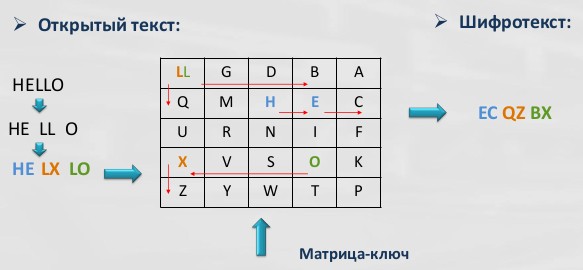 Открытый текст:
Шифротекст:
HELLO
HE LL O
HE LX LO
LL G D B A
Q M H E C
U R N I F
X V S O K
Z Y W T P
EC QZ BX
Матрица-ключ